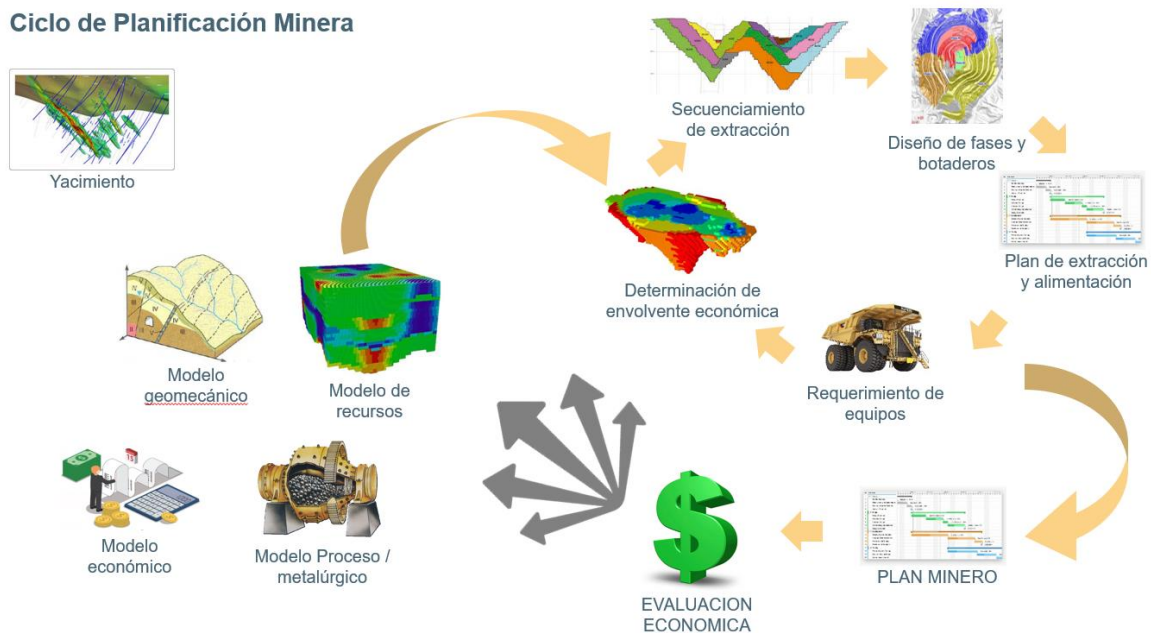 Ciclo de Planificación Minera
Yacimiento
Secuenciamiento
de extracción
Diseño de fases y
botaderos
Plan de extracción
y alimentación
Determinación de
envolvente económica
Requerimiento de
equipos
Modelo
geomecánico
Modelo de
recursos
Modelo
económico
Modelo Proceso /
metalúrgico
EVALUACION
ECONOMICA
PLAN MINERO